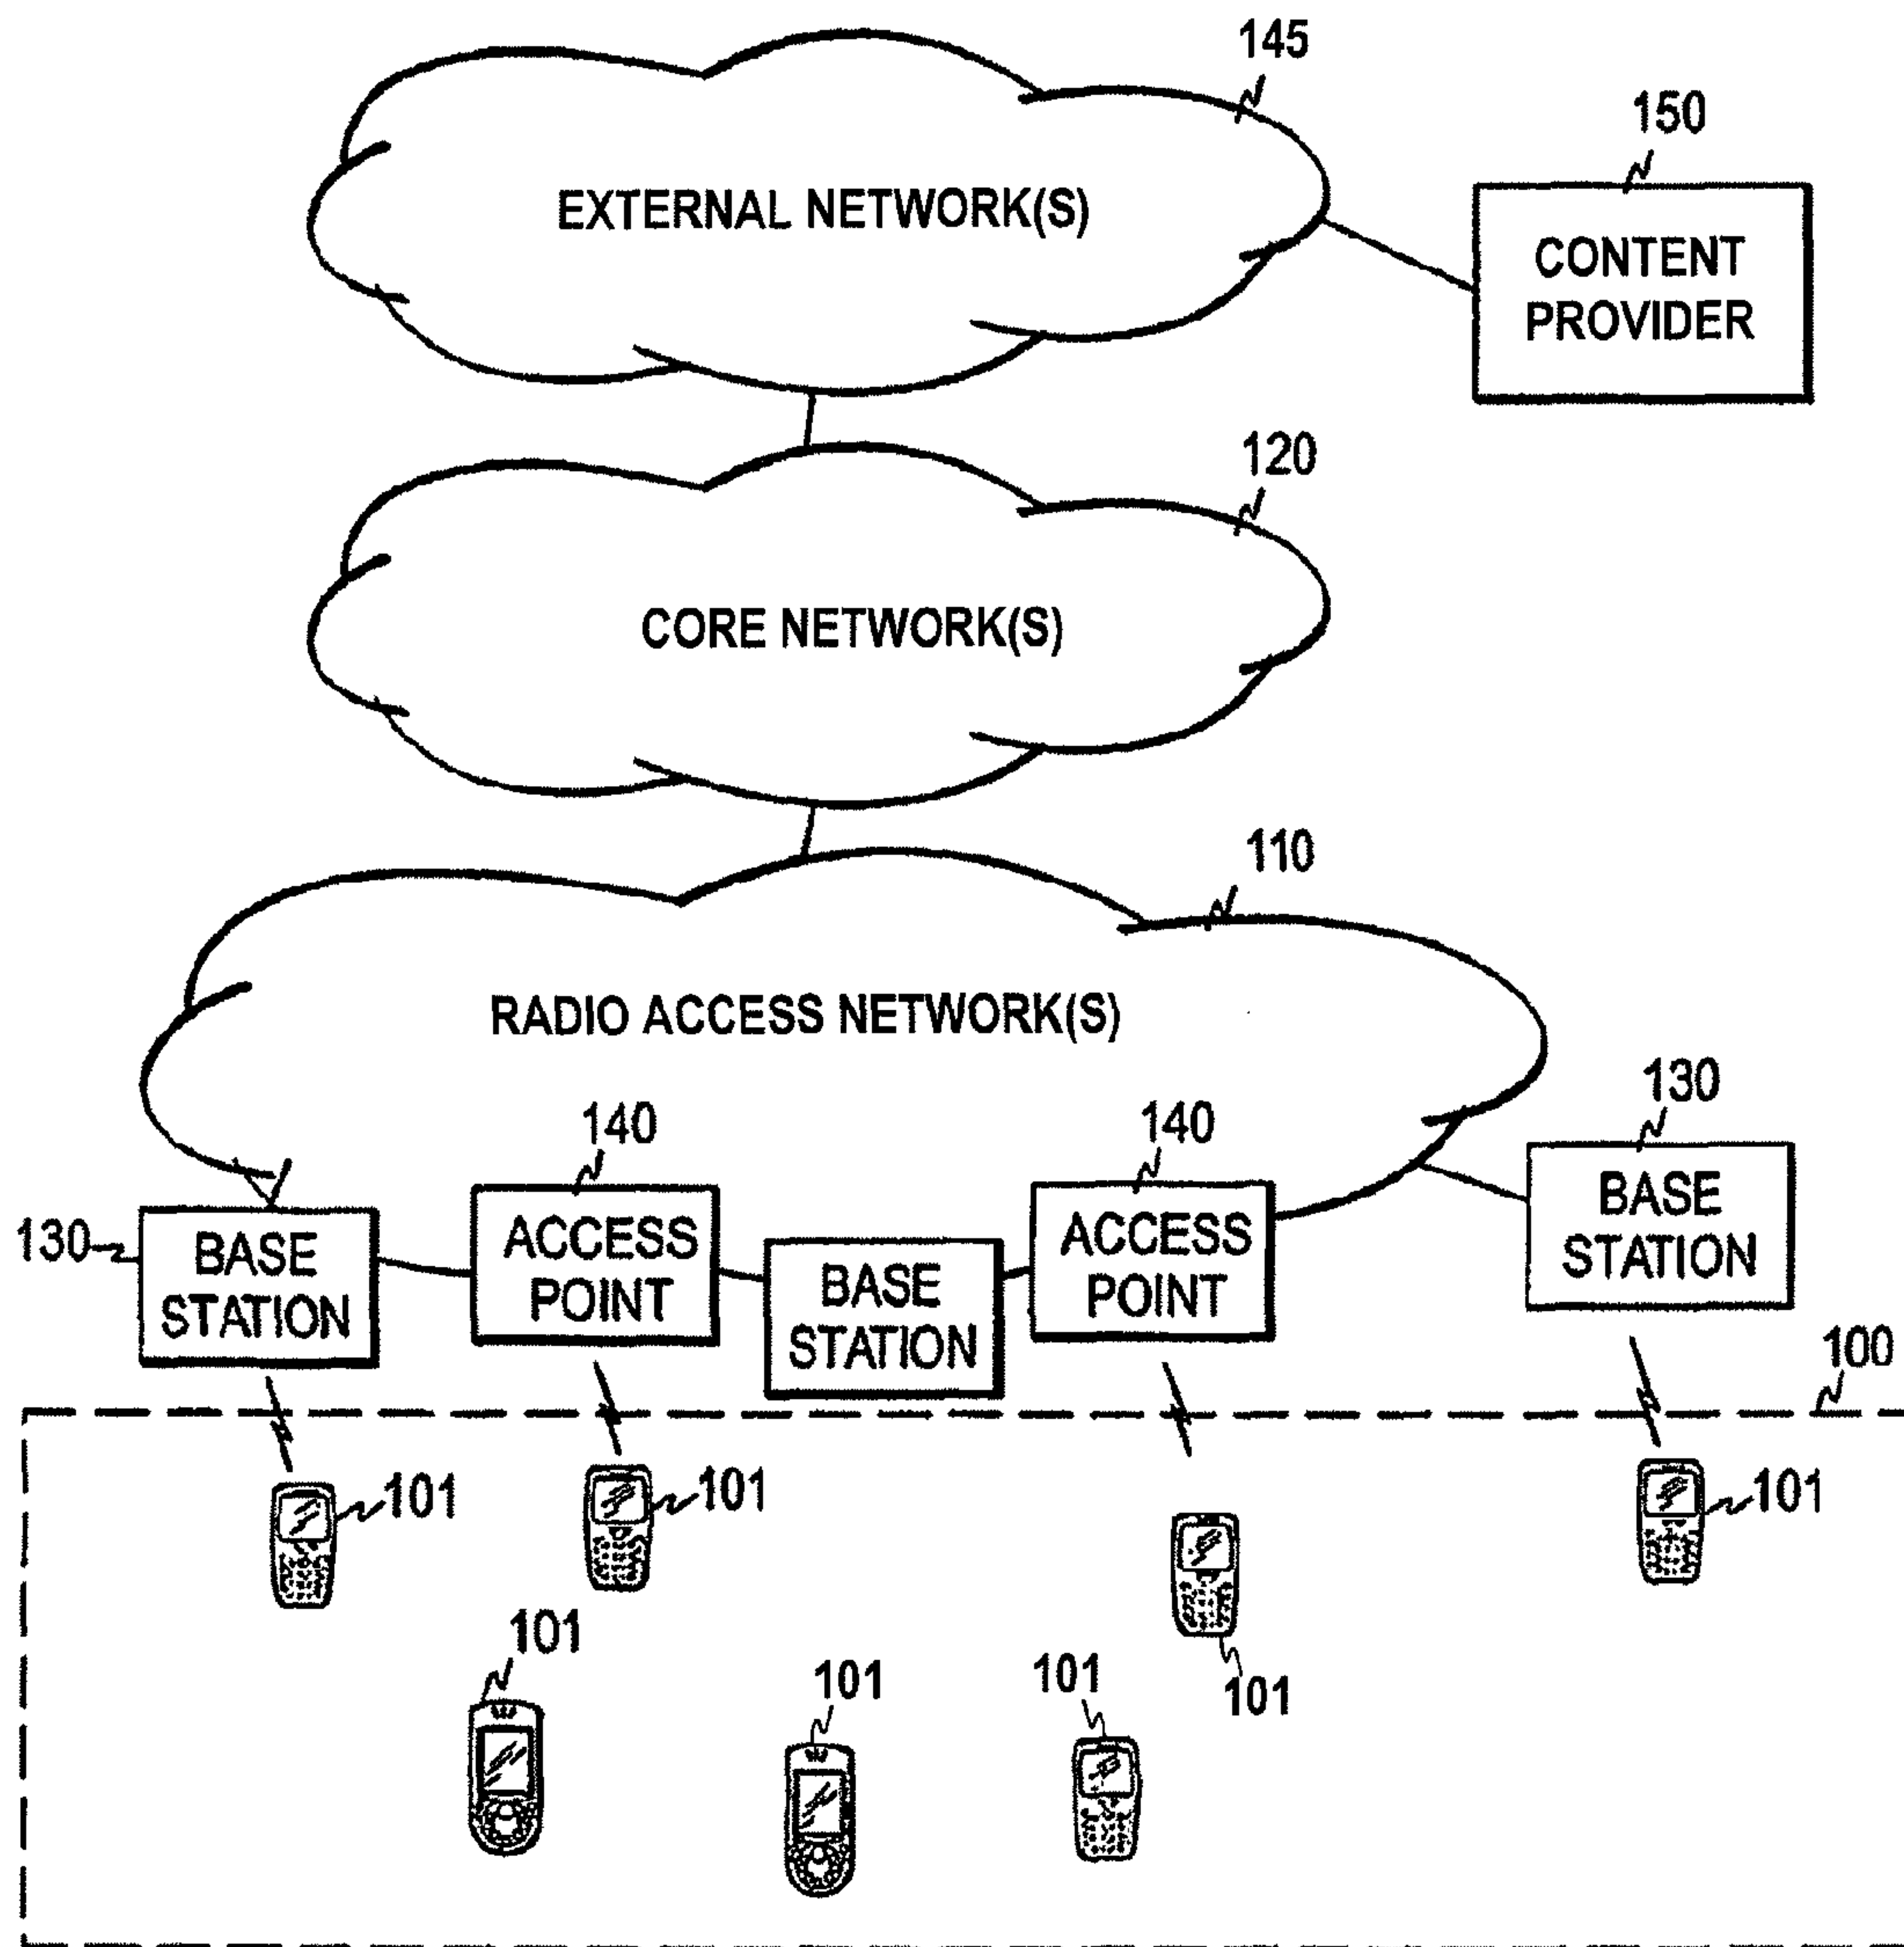 145
150
EXTERNAL NETWORK(S)
CONTENT
PROVIDER
120
CORE NETWORK(S)
110
RADIO ACCESS NETWORK(S)
130
140
140
130
BASE
STATION
ACCESS
POINT
BASE
STATION
ACCESS
POINT
BASE
STATION
100
101
101
101
101
101
101
101